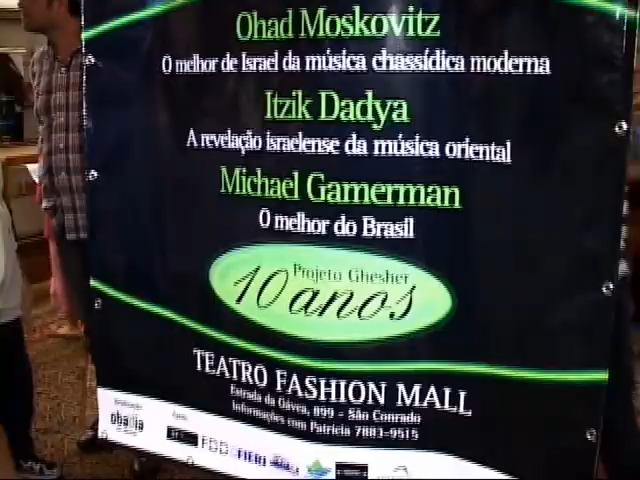 Ohad Moskovitz
O melhor de Israel da música chassídica moderna
Itzik Dadya
A revelação israelense da música oriental
Michael Gamerman
O melhor do Brasil
Projeto Ghesher
10 anos
TEATRO FASHION MALL
Estrada da Gávea, 899 - São Conrado
Informações com Patricia 7883-9515